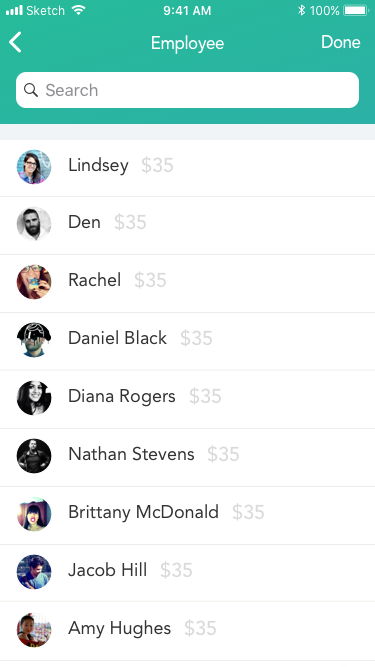 Sketch 9:41 AM 100%
Employee Done
Search
Lindsey $35
Den $35
Rachel $35
Daniel Black $35
Diana Rogers $35
Nathan Stevens $35
Brittany McDonald $35
Jacob Hill $35
Amy Hughes $35